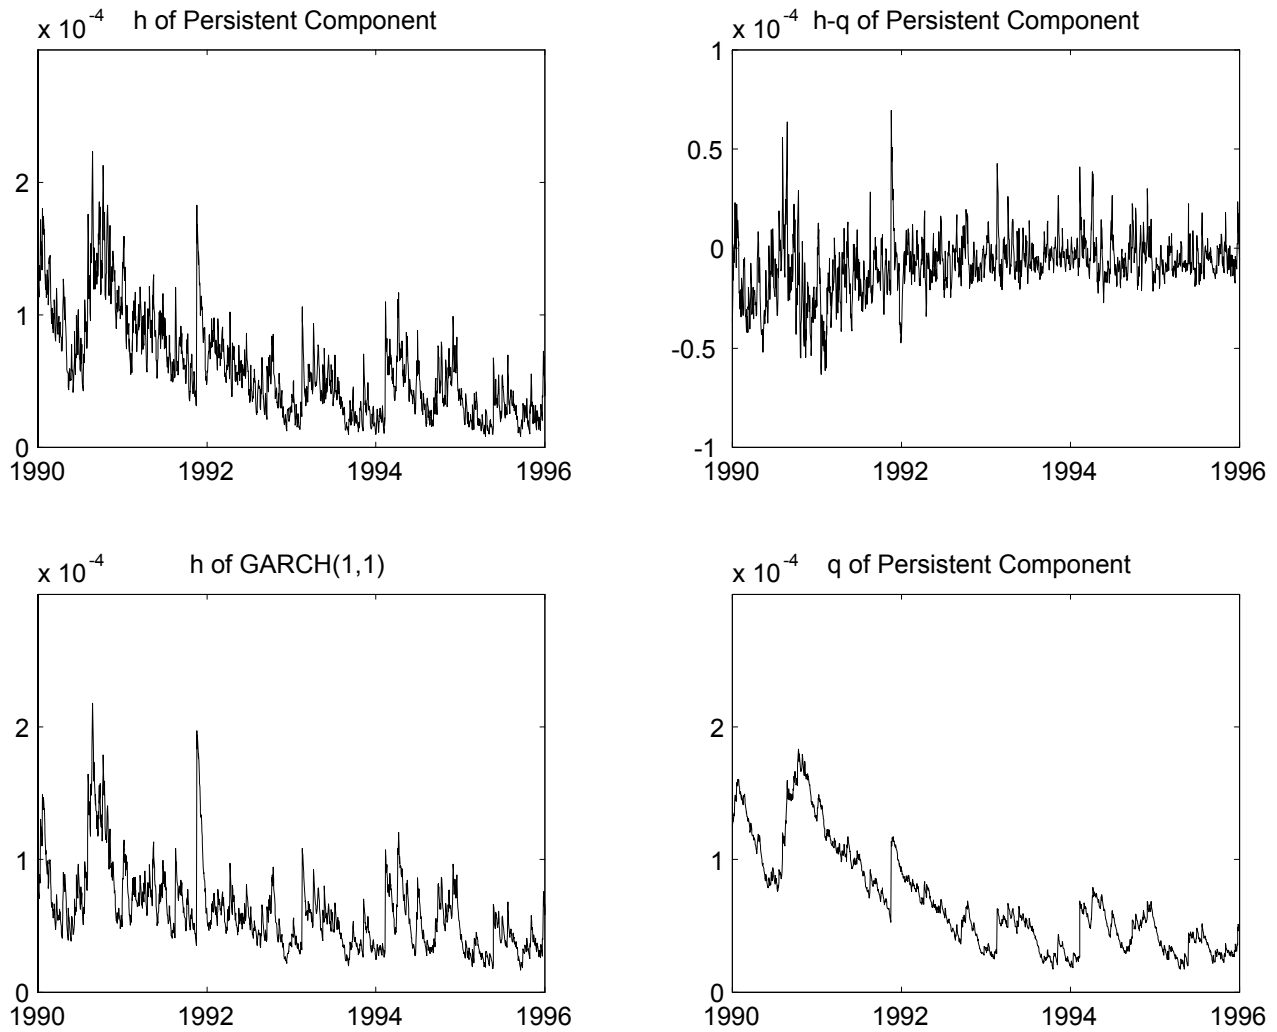 x 10-4 h of Persistent Component
2
1
0
1990 1992 1994 1996
x 10-4 h-q of Persistent Component
1
0.5
0
-0.5
-1
1990 1992 1994 1996
x 10-4 h of GARCH(1,1)
2
1
0
1990 1992 1994 1996
x 10-4 q of Persistent Component
2
1
0
1990 1992 1994 1996